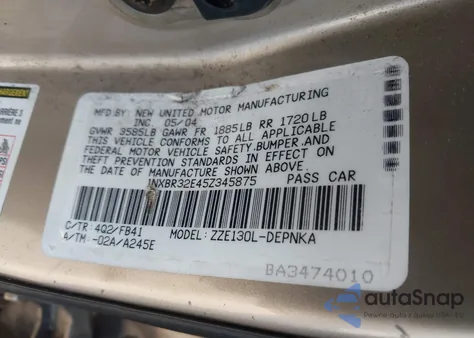 MFD. BY NEW UNITED MOTOR MANUFACTURING
INC. 05/04
GVWR 3585LB GAWR FR 1885LB RR 1720LB
THIS VEHICLE CONFORMS TO ALL APPLICABLE
FEDERAL MOTOR VEHICLE SAFETY, BUMPER, AND
THEFT PREVENTION STANDARDS IN EFFECT ON
THE DATE OF MANUFACTURE SHOWN ABOVE.
NXBR32E45Z345875 PASS CAR
C/TR: 4Q2/FB41
A/TM: -02A/A245E MODEL: ZZE130L-DEPNKA
BA3474010
autoSnap